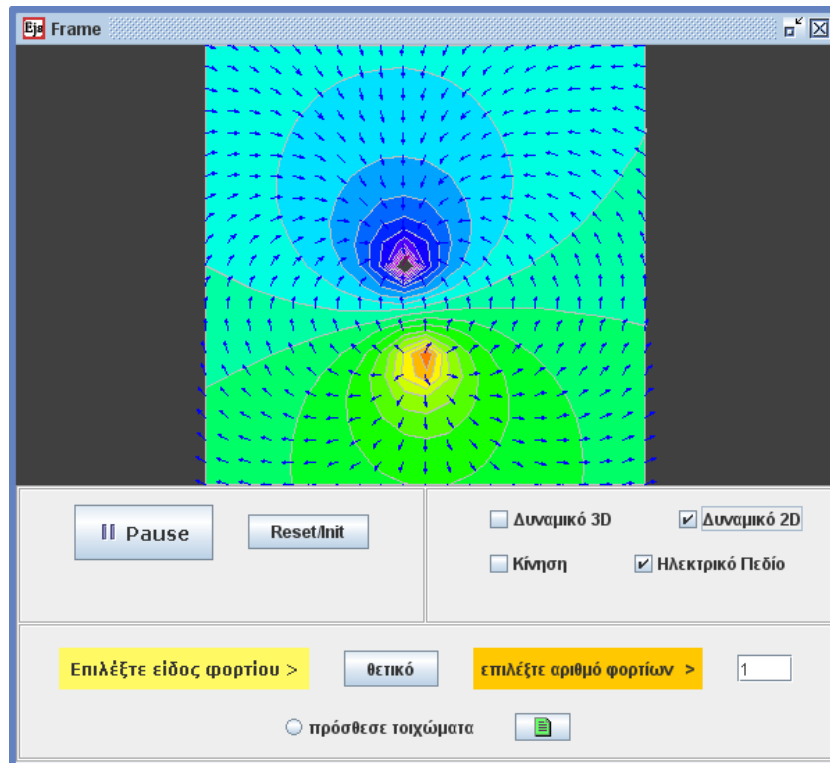 Ejs Frame
Pause
Reset/Init
Δυναμικό 3D
Δυναμικό 2D
Κίνηση
Ηλεκτρικό Πεδίο
Επιλέξτε είδος φορτίου >
θετικό
επιλέξτε αριθμό φορτίων >
1
πρόσθεσε τοιχώματα